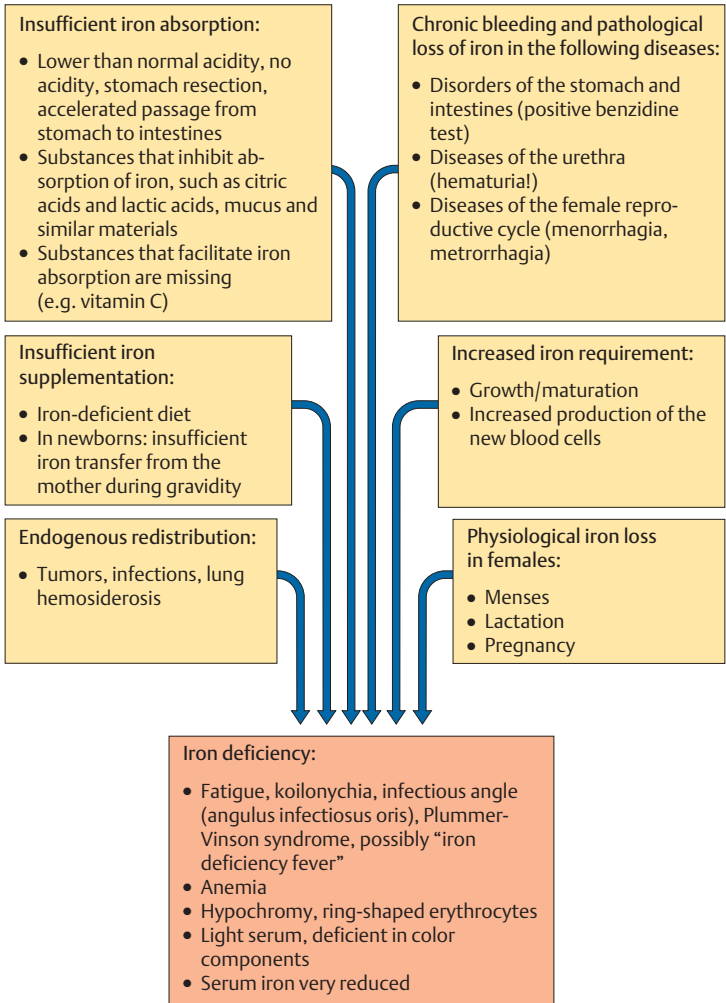 Insufficient iron absorption:
• Lower than normal acidity, no
acidity, stomach resection,
accelerated passage from
stomach to intestines
• Substances that inhibit ab-
sorption of iron, such as citric
acids and lactic acids, mucus and
similar materials
• Substances that facilitate iron
absorption are missing
(e.g. vitamin C)
Chronic bleeding and pathological
loss of iron in the following diseases:
• Disorders of the stomach and
intestines (positive benzidine
test)
• Diseases of the urethra
(hematuria!)
• Diseases of the female repro-
ductive cycle (menorrhagia,
metrorrhagia)
Insufficient iron
supplementation:
• Iron-deficient diet
• In newborns: insufficient
iron transfer from the
mother during gravidity
Increased iron requirement:
• Growth/maturation
• Increased production of the
new blood cells
Endogenous redistribution:
• Tumors, infections, lung
hemosiderosis
Physiological iron loss
in females:
• Menses
• Lactation
• Pregnancy
Iron deficiency:
• Fatigue, koilonychia, infectious angle
(angulus infectiosus oris), Plummer-
Vinson syndrome, possibly “iron
deficiency fever”
• Anemia
• Hypochromy, ring-shaped erythrocytes
• Light serum, deficient in color
components
• Serum iron very reduced